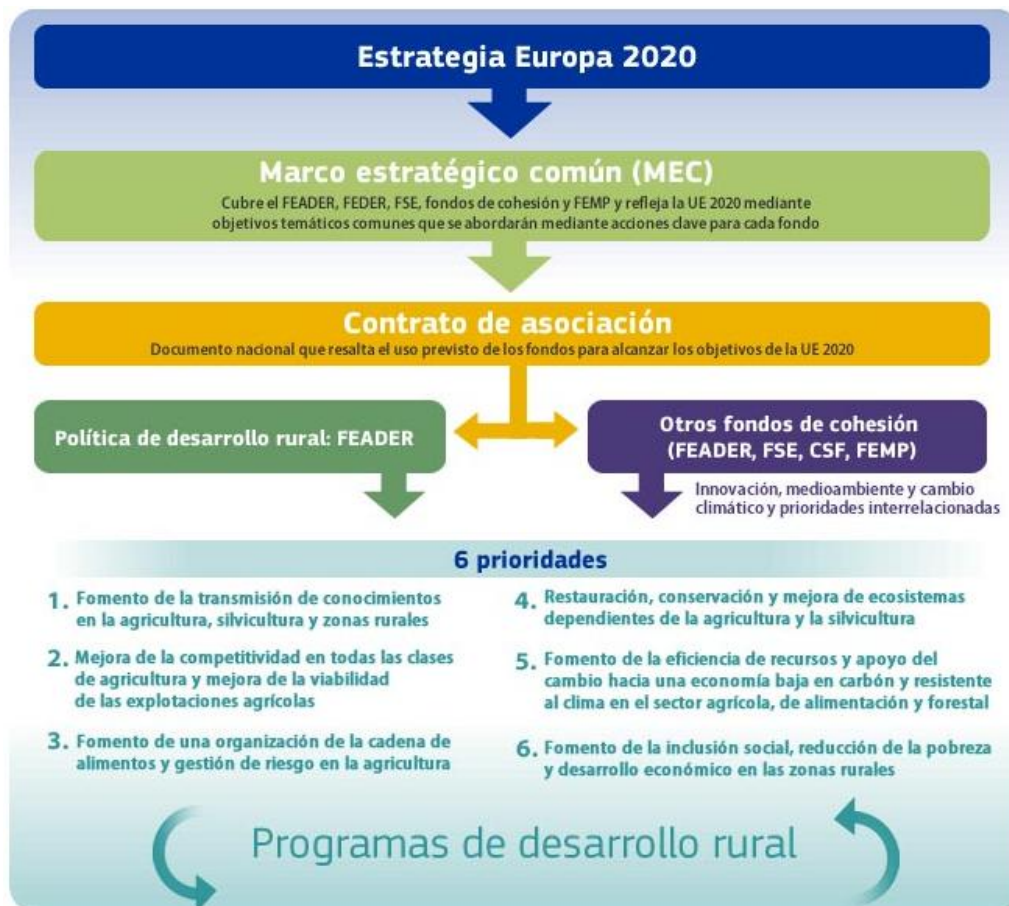 Estrategia Europa 2020
Marco estratégico común (MEC)
Cubre el FEADER, FEDER, FSE, fondos de cohesión y FEMP y refleja la UE 2020 mediante
objetivos temáticos comunes que se abordarán mediante acciones clave para cada fondo
Contrato de asociación
Documento nacional que resalta el uso previsto de los fondos para alcanzar los objetivos de la UE 2020
Política de desarrollo rural: FEADER
Otros fondos de cohesión
(FEADER, FSE, CSF, FEMP)
Innovación, medioambiente y cambio
climático y prioridades interrelacionadas
6 prioridades
1. Fomento de la transmisión de conocimientos
en la agricultura, silvicultura y zonas rurales
2. Mejora de la competitividad en todas las clases
de agricultura y mejora de la viabilidad
de las explotaciones agrícolas
3. Fomento de una organización de la cadena de
alimentos y gestión de riesgo en la agricultura
4. Restauración, conservación y mejora de ecosistemas
dependientes de la agricultura y la silvicultura
5. Fomento de la eficiencia de recursos y apoyo del
cambio hacia una economía baja en carbón y resistente
al clima en el sector agrícola, de alimentación y forestal
6. Fomento de la inclusión social, reducción de la pobreza
y desarrollo económico en las zonas rurales
Programas de desarrollo rural